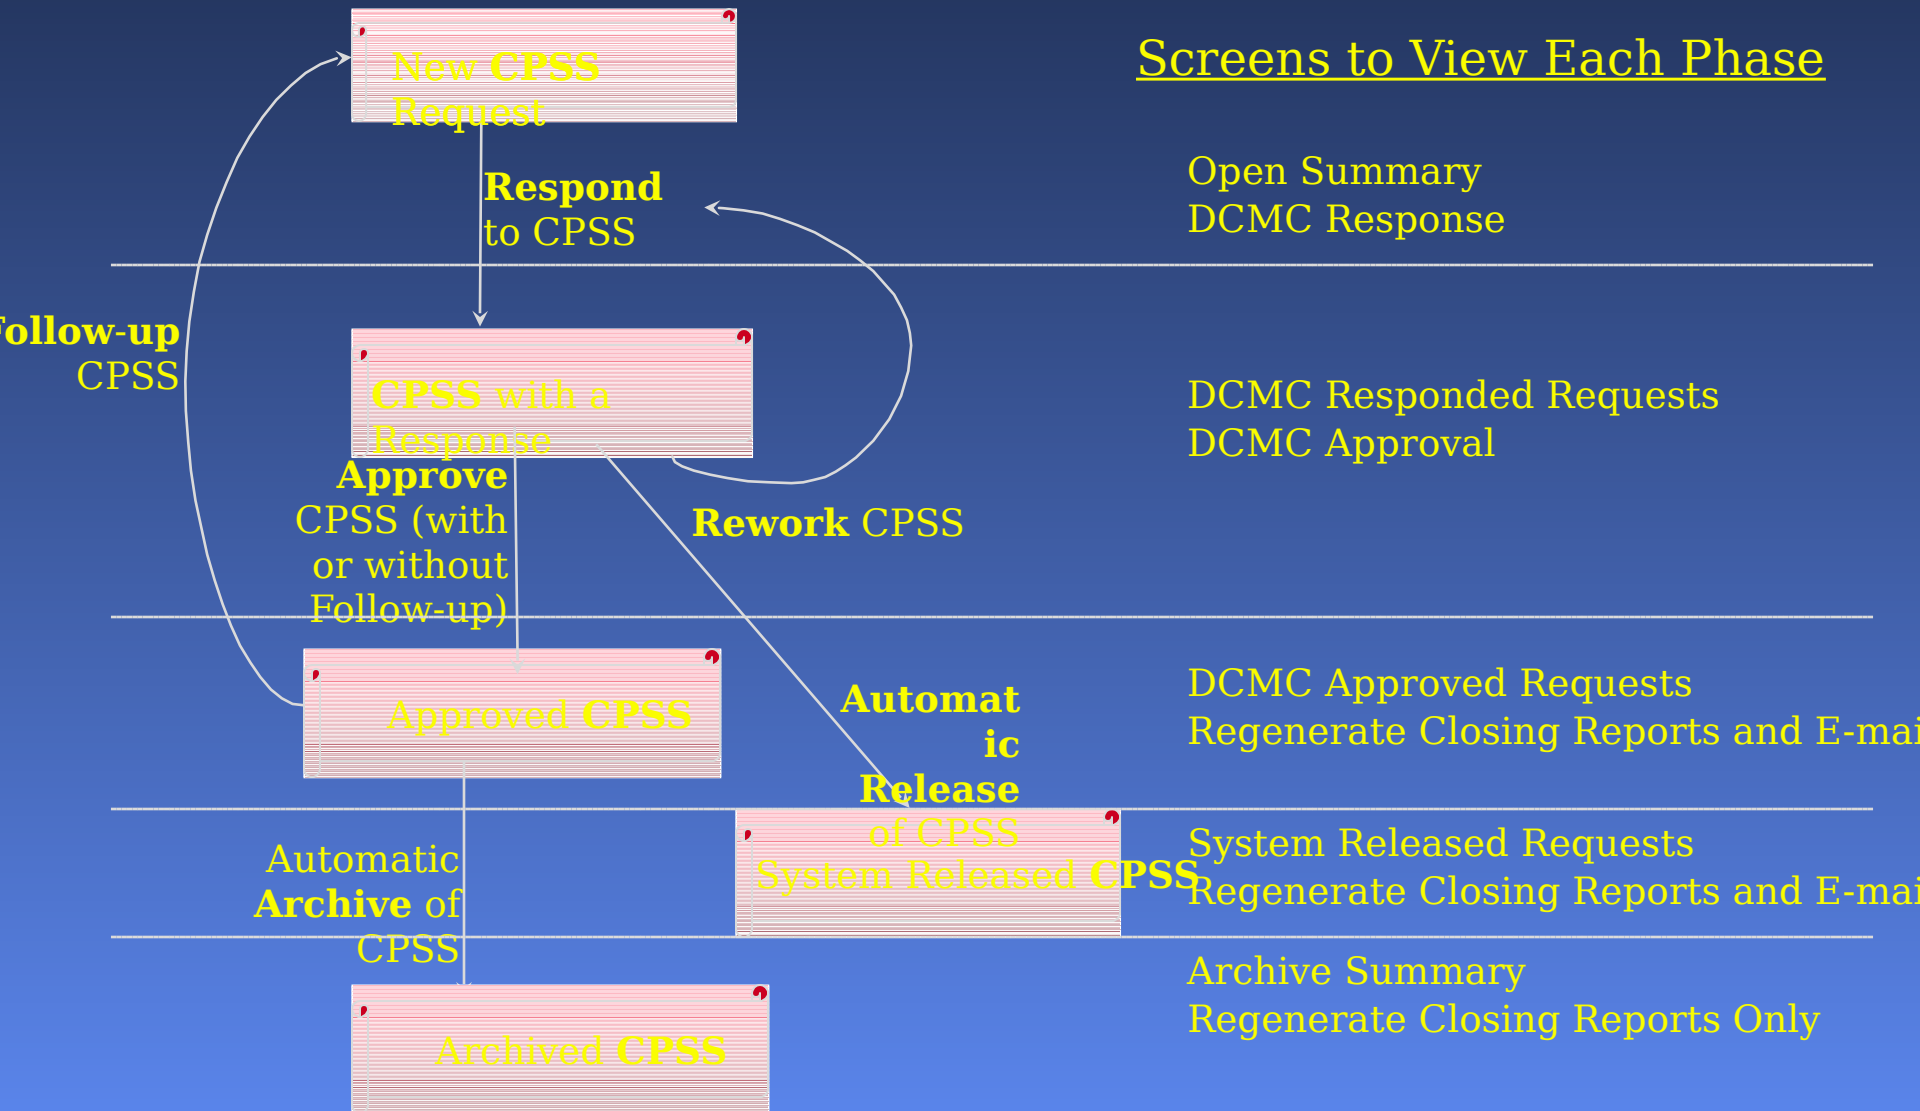 New CPSS
Request
Screens to View Each Phase
Respond
to CPSS
Open Summary
DCMC Response
Follow-up
CPSS
CPSS with a
Response
DCMC Responded Requests
DCMC Approval
Approve
CPSS (with
or without
Follow-up)
Rework CPSS
Approved CPSS
Automat
ic
Release
of CPSS
DCMC Approved Requests
Regenerate Closing Reports and
System Released CPSS
System Released Requests
Regenerate Closing Reports and
Automatic
Archive of
CPSS
Archived CPSS
Archive Summary
Regenerate Closing Reports Only